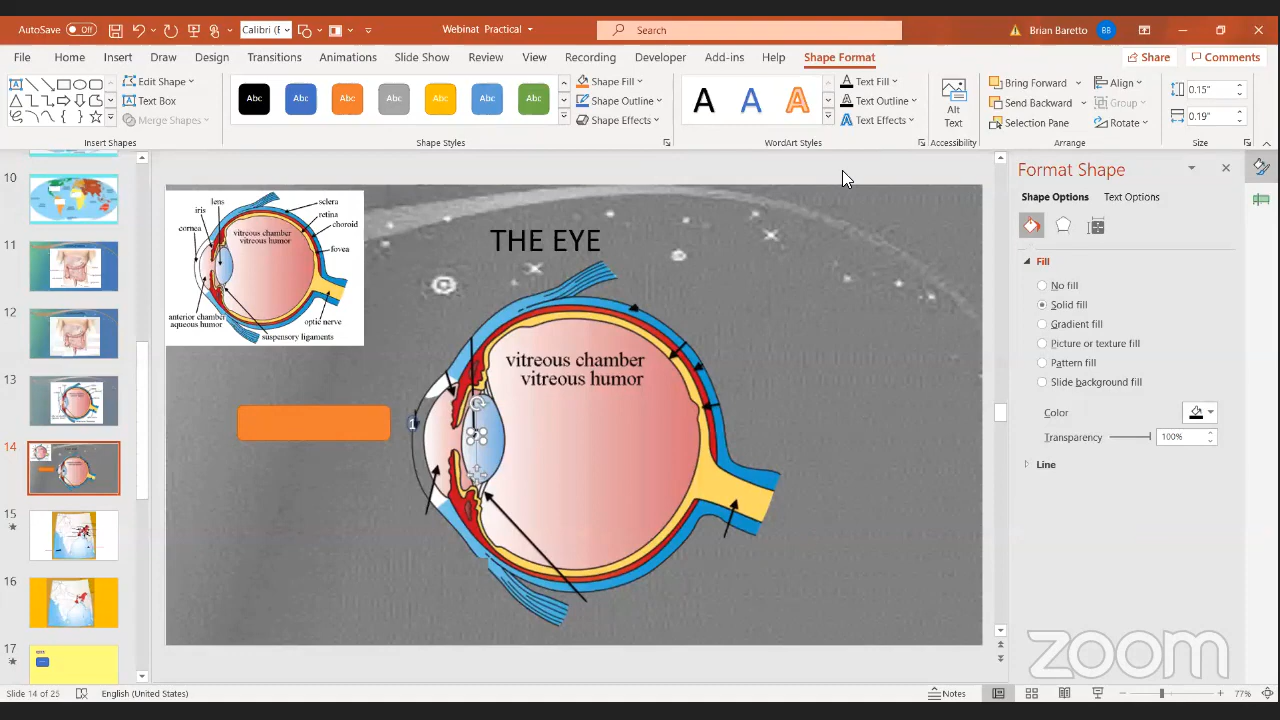 AutoSave Off Calibri (E Webinat Practical Search Brian Baretto BB
File Home Insert Draw Design Transitions Animations Slide Show Review Recording Developer Add-ins Help Shape Format Share Comments
Edit Shape
Text Box
Merge Shapes
Insert Shapes
Abc Abc Abc Abc Abc Abc Abc
Shape Fill
Shape Outline
Shape Effects
Shape Styles
A A A
Text Fill
Text Outline
Text Effects
WordArt Styles
Alt
Text
Accessibility
Bring Forward Align
Send Backward Group
Selection Pane Rotate
Arrange
0.15"
0.19"
Size
10
11
12
13
14
15
16
17
lens
iris
cornea
sclera
retina
choroid
vitreous chamber
vitreous humor
fovea
anterior chamber
aqueous humor
optic nerve
suspensory ligaments
THE EYE
vitreous chamber
vitreous humor
1
Format Shape
Shape Options Text Options
Fill
No fill
Solid fill
Gradient fill
Picture or texture fill
Pattern fill
Slide background fill
Color
Transparency 100%
Line
zoom
Slide 14 of 25 English (United States) Notes 77%